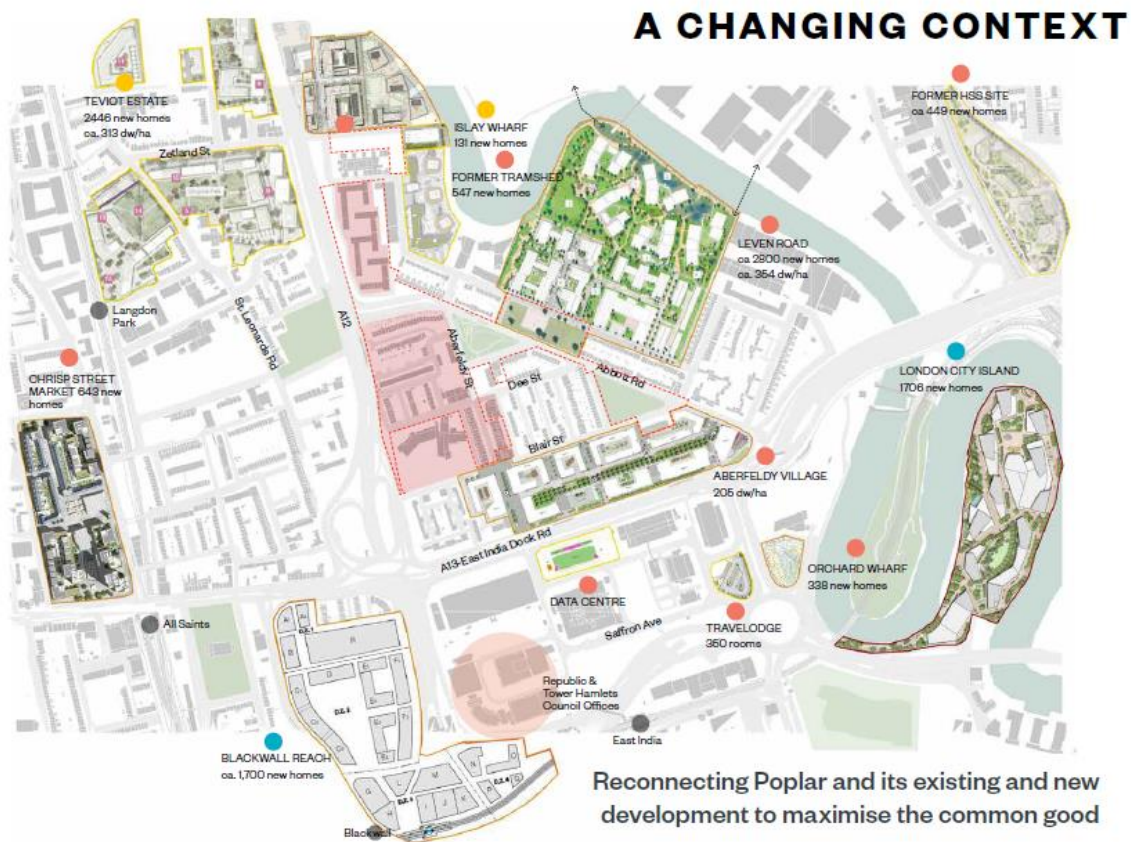 A CHANGING CONTEXT
TEVIOT ESTATE
2446 new homes
ca. 313 dw/ha
Zetland St
ISLAY WHARF
131 new homes
FORMER TRAMSHED
547 new homes
FORMER HSS SITE
ca 449 new homes
LEVEN ROAD
ca 2800 new homes
ca. 354 dw/ha
Langdon
Park
St. Leonards Rd
A12
Aberfeldy St
Dee St
Abbott Rd
Blair St
CHRISP STREET
MARKET 643 new
homes
LONDON CITY ISLAND
1706 new homes
ABERFELDY VILLAGE
205 dw/ha
A13-East India Dock Rd
ORCHARD WHARF
338 new homes
DATA CENTRE
Saffron Ave
TRAVELODGE
350 rooms
All Saints
Republic &
Tower Hamlets
Council Offices
East India
BLACKWALL REACH
ca. 1,700 new homes
Blackwall
Reconnecting Poplar and its existing and new
development to maximise the common good